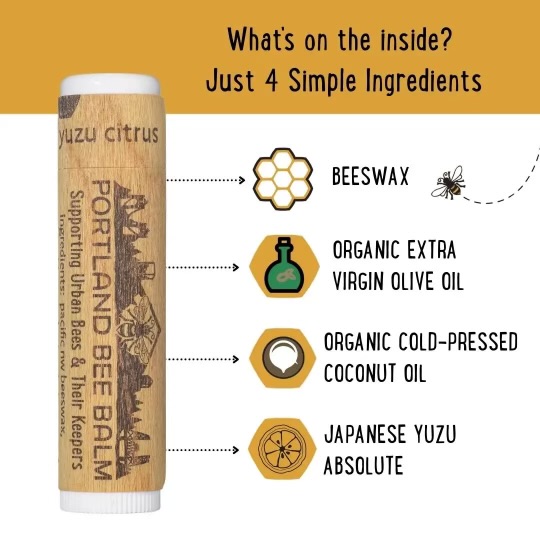 What's on the inside?
Just 4 Simple Ingredients
yuzu citrus
PORTLAND BEE BALM
Supporting Urban Bees & Their Keepers
Ingredients: pacific nw beeswax,
BEESWAX
ORGANIC EXTRA
VIRGIN OLIVE OIL
ORGANIC COLD-PRESSED
COCONUT OIL
JAPANESE YUZU
ABSOLUTE